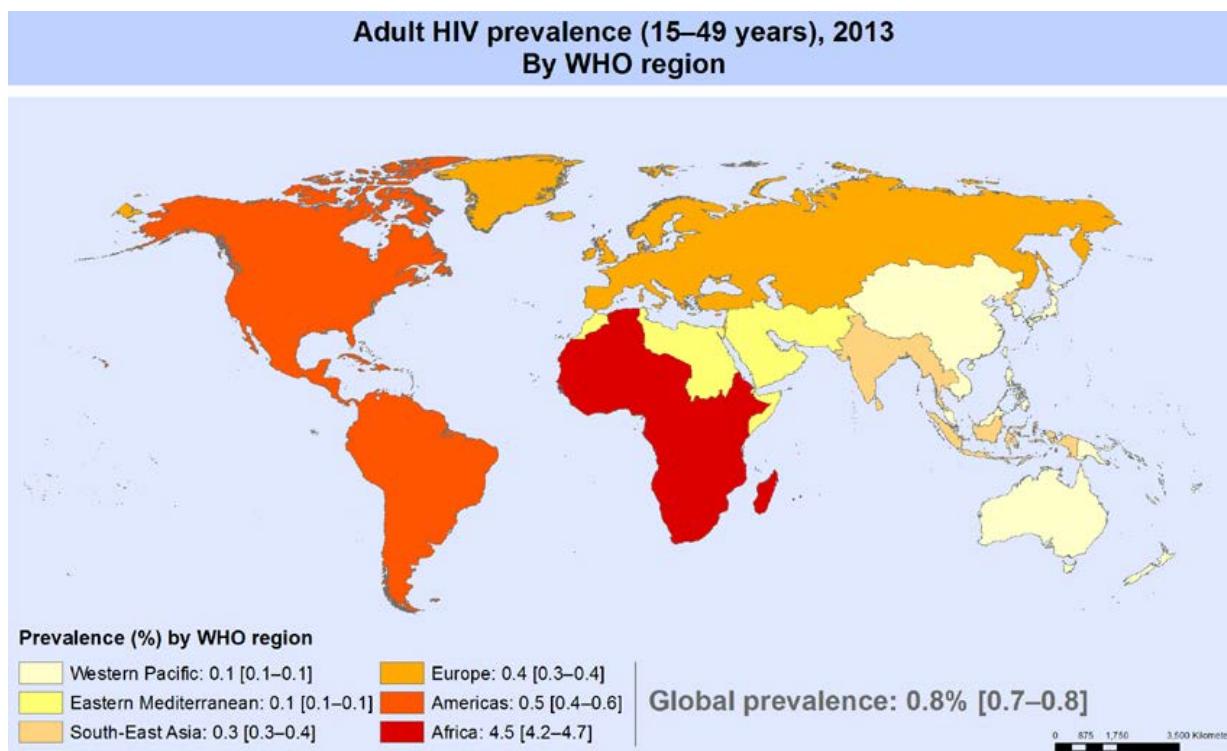 Adult HIV prevalence (15–49 years), 2013
By WHO region
Prevalence (%) by WHO region
Western Pacific: 0.1 [0.1–0.1]
Eastern Mediterranean: 0.1 [0.1–0.1]
South-East Asia: 0.3 [0.3–0.4]
Europe: 0.4 [0.3–0.4]
Americas: 0.5 [0.4–0.6]
Africa: 4.5 [4.2–4.7]
Global prevalence: 0.8% [0.7–0.8]
0 875 1,750 3,500 Kilomete